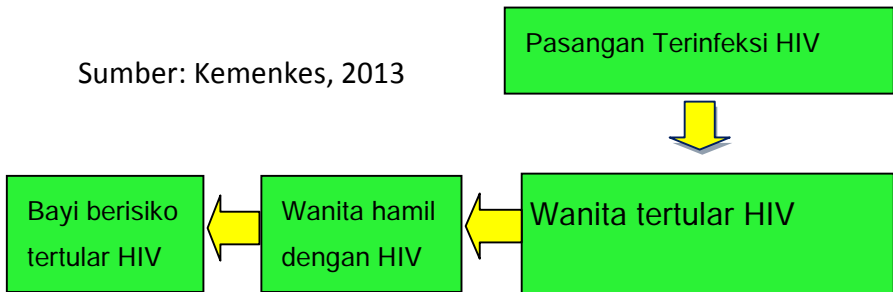 Pasangan Terinfeksi HIV
Sumber: Kemenkes, 2013
Wanita tertular HIV
Wanita hamil
dengan HIV
Bayi berisiko
tertular HIV